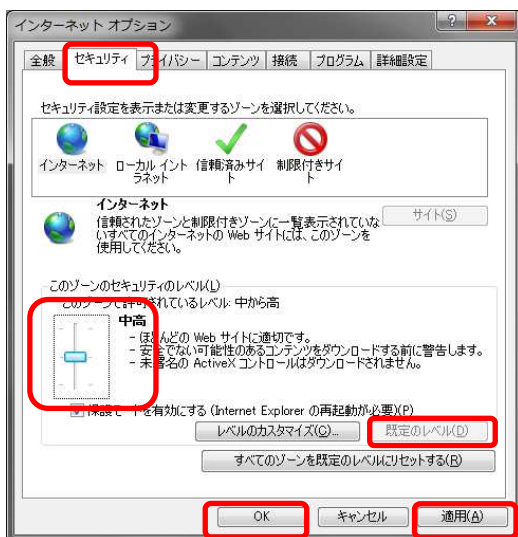 インターネット オプション
全般 セキュリティ プライバシー コンテンツ 接続 プログラム 詳細設定
セキュリティ設定を表示または変更するゾーンを選択してください。
インターネット ローカル イント 信頼済みサイ 制限付きサイ
ラネット ト ト
インターネット
サイト(S)
信頼されたゾーンと制限付きゾーンに一覧表示されていな
いすべてのインターネットの Web サイトには、このゾーンを
使用してください。
このゾーンのセキュリティのレベル(L)
このゾーンで許可されているレベル: 中から高
中高
- ほとんどの Web サイトに適切です。
- 安全でない可能性のあるコンテンツをダウンロードする前に警告します。
- 未署名の ActiveX コントロールはダウンロードされません。
保護モードを有効にする (Internet Explorer の再起動が必要)(P)
レベルのカスタマイズ(C)... 既定のレベル(D)
すべてのゾーンを既定のレベルにリセットする(R)
OK キャンセル 適用(A)